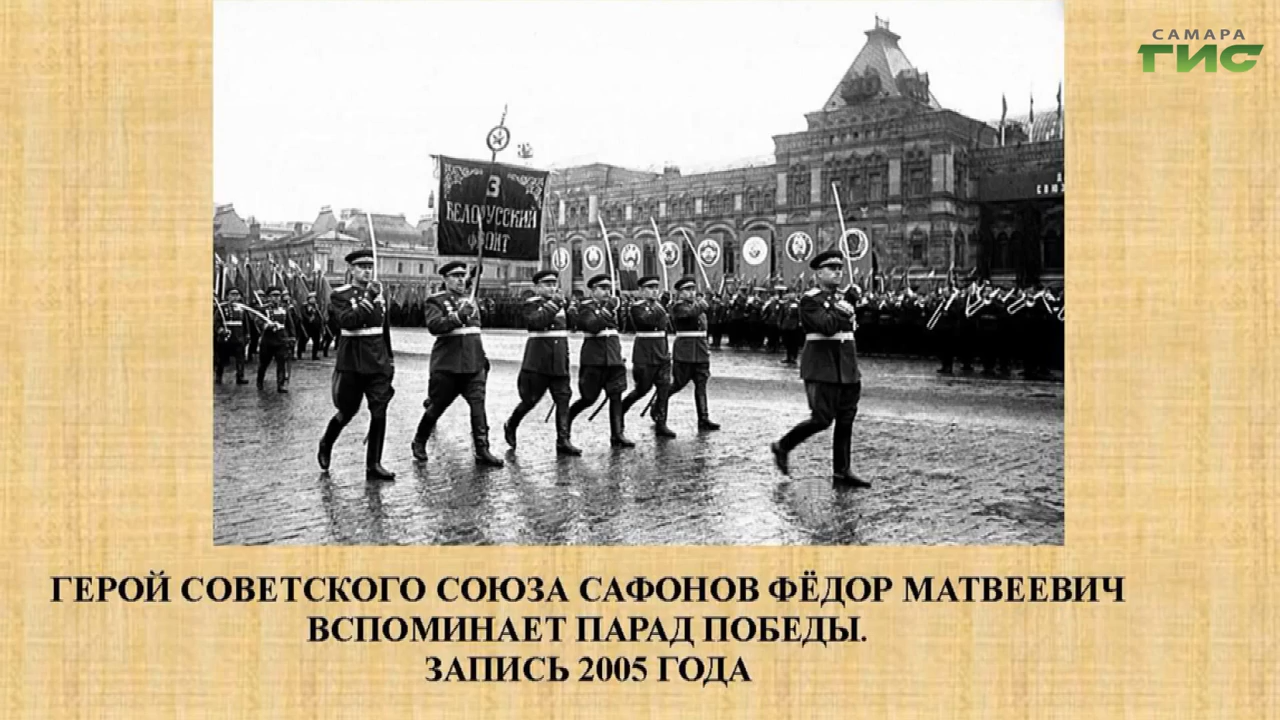 САМАРА
ГИС
3
БЕЛОРУССКИЙ
ФРОНТ
ГЕРОЙ СОВЕТСКОГО СОЮЗА САФОНОВ ФЁДОР МАТВЕЕВИЧ
ВСПОМИНАЕТ ПАРАД ПОБЕДЫ.
ЗАПИСЬ 2005 ГОДА